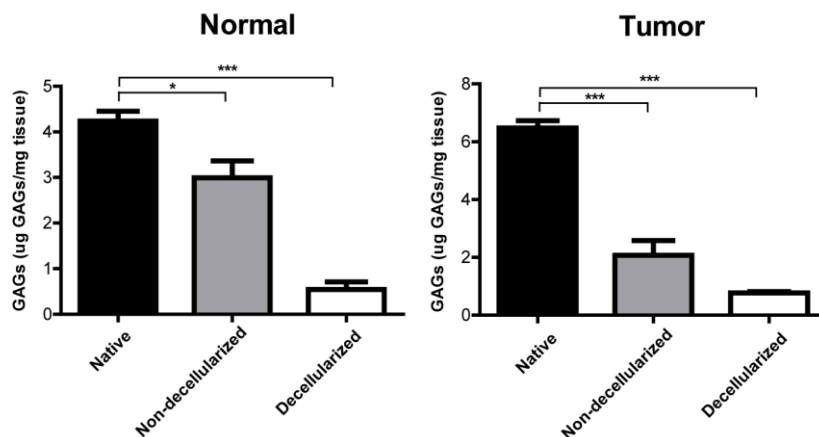 Normal
***
*
5
4
3
2
1
0
GAGs (ug GAGs/mg tissue)
Native
Non-decellularized
Decellularized
Tumor
***
***
8
6
4
2
0
GAGs (ug GAGs/mg tissue)
Native
Non-decellularized
Decellularized